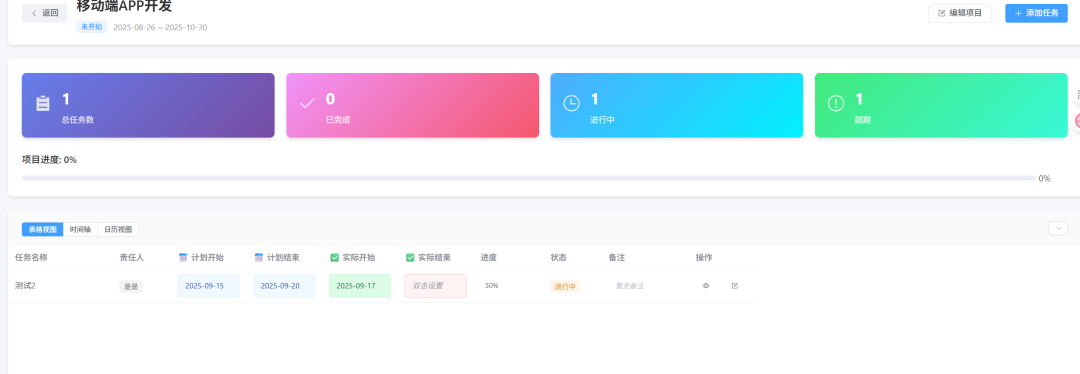 返回
移动端APP开发
未开始 2025-08-26 ~ 2025-10-30
编辑项目
添加任务
1
总任务数
0
已完成
1
进行中
1
超期
项目进度: 0%
0%
表格视图 时间轴 日历视图
任务名称 责任人 计划开始 计划结束 实际开始 实际结束 进度 状态 备注 操作
测试2 是是 2025-09-15 2025-09-20 2025-09-17 双击设置 50% 进行中 暂无备注